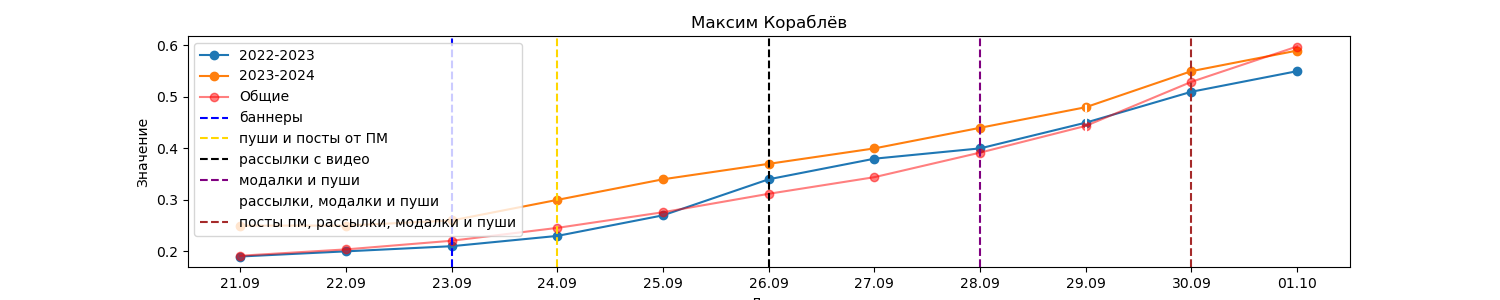 Максим Кораблёв
Значение
0.6
0.5
0.4
0.3
0.2
2022-2023
2023-2024
Общие
баннеры
пуши и посты от ПМ
рассылки с видео
модалки и пуши
рассылки, модалки и пуши
посты пм, рассылки, модалки и пуши
21.09 22.09 23.09 24.09 25.09 26.09 27.09 28.09 29.09 30.09 01.10